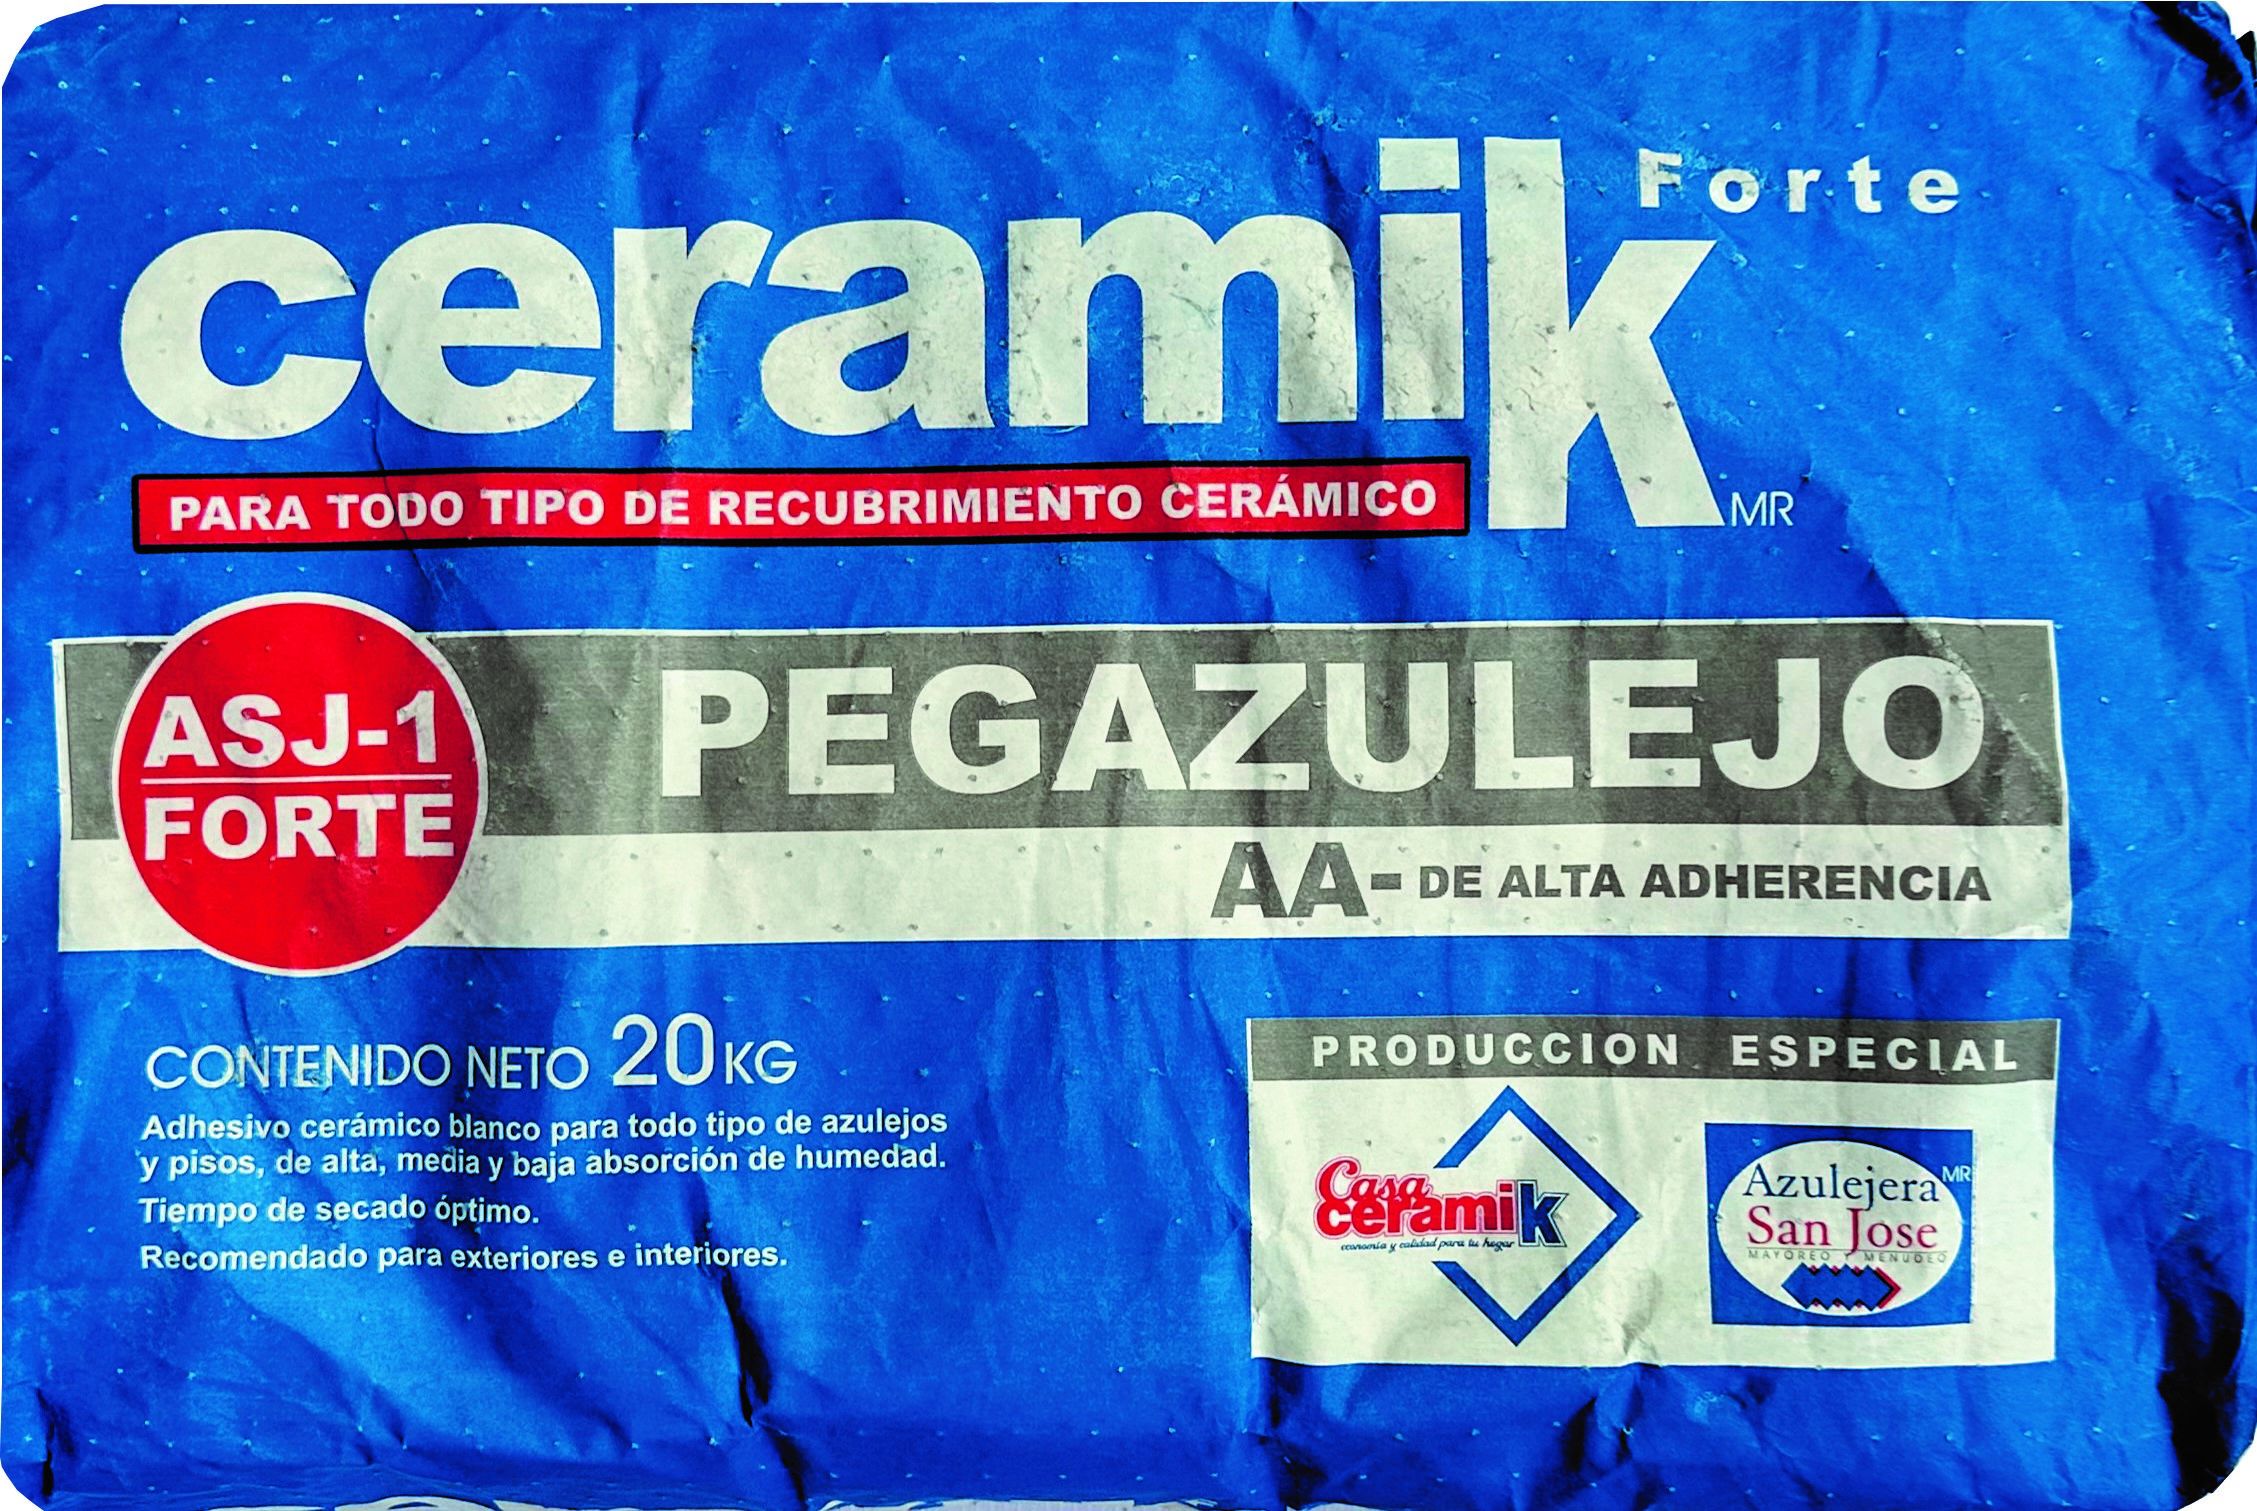 Forte
ceramik MR
PARA TODO TIPO DE RECUBRIMIENTO CERÁMICO
ASJ-1
FORTE
PEGAZULEJO
AA- DE ALTA ADHERENCIA
CONTENIDO NETO 20 KG
Adhesivo cerámico blanco para todo tipo de azulejos
y pisos, de alta, media y baja absorción de humedad.
Tiempo de secado óptimo.
Recomendado para exteriores e interiores.
PRODUCCION ESPECIAL
Casa
ceramik
economía y calidad para tu hogar
Azulejera MR
San Jose
MAYOREO Y MENUDEO